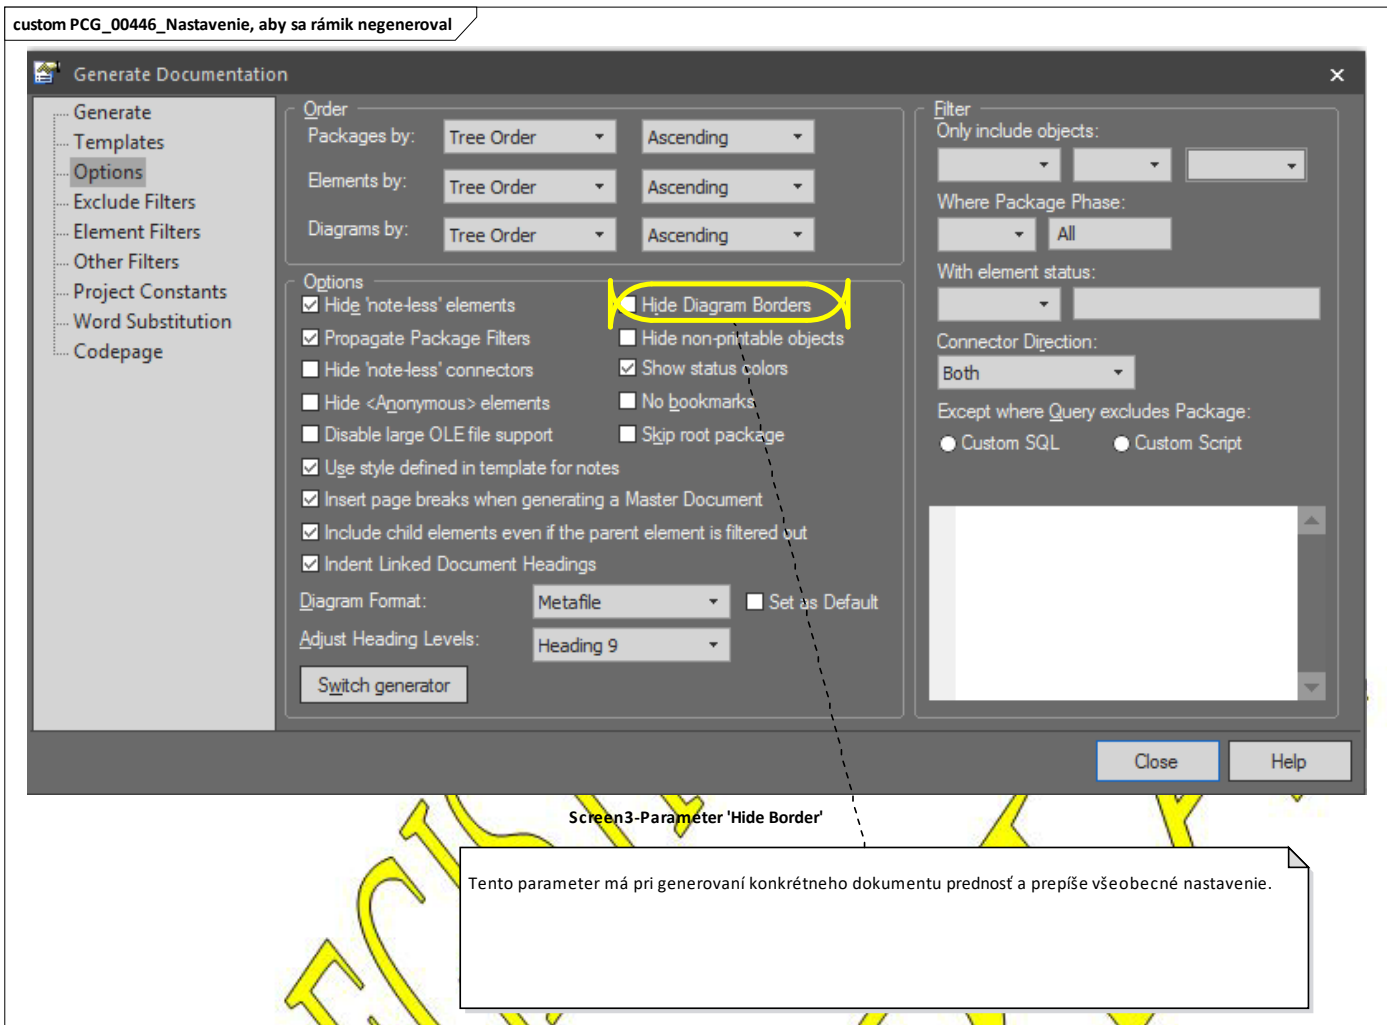 custom PCG_00446_Nastavenie, aby sa rámik negeneroval
Generate Documentation
Generate
Templates
Options
Exclude Filters
Element Filters
Other Filters
Project Constants
Word Substitution
Codepage
Order
Packages by: Tree Order Ascending
Elements by: Tree Order Ascending
Diagrams by: Tree Order Ascending
Options
Hide 'note-less' elements
Hide Diagram Borders
Propagate Package Filters
Hide non-printable objects
Hide 'note-less' connectors
Show status colors
Hide <Anonymous> elements
No bookmarks
Disable large OLE file support
Skip root package
Use style defined in template for notes
Insert page breaks when generating a Master Document
Include child elements even if the parent element is filtered out
Indent Linked Document Headings
Diagram Format: Metafile Set as Default
Adjust Heading Levels: Heading 9
Switch generator
Filter
Only include objects:
Where Package Phase:
All
With element status:
Connector Direction:
Both
Except where Query excludes Package:
Custom SQL Custom Script
Close Help
Screen3-Parameter 'Hide Border'
Tento parameter má pri generovaní konkrétneho dokumentu prednosť a prepíše všeobecné nastavenie.